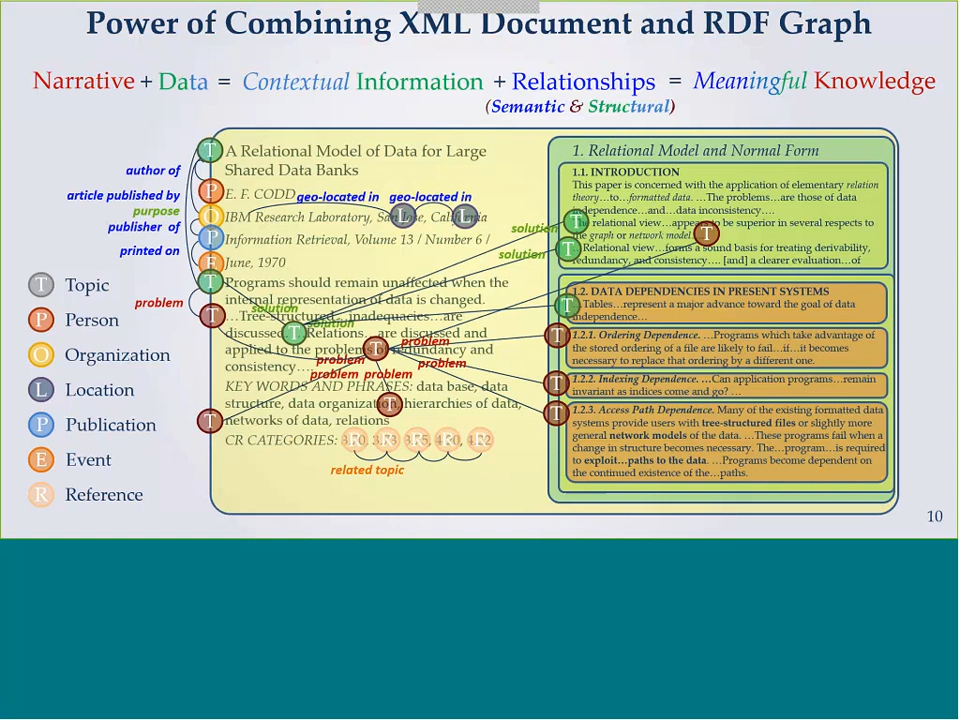 Power of Combining XML Document and RDF Graph
Narrative + Data = Contextual Information + Relationships = Meaningful Knowledge
(Semantic & Structural)
T Topic
P Person
O Organization
L Location
P Publication
E Event
R Reference
author of
article published by
purpose
publisher of
printed on
problem
T A Relational Model of Data for Large
Shared Data Banks
P E. F. CODD
geo-located in geo-located in
O IBM Research Laboratory, San Jose, California
L L
P Information Retrieval, Volume 13 / Number 6 /
E June, 1970
T Programs should remain unaffected when the
internal representation of data is changed.
T …Tree-structured…inadequacies…are
solution
discussed. T Relations…are discussed and
solution
applied to the problems of redundancy and
T problem
consistency…
problem problem
problem problem
KEY WORDS AND PHRASES: data base, data
structure, data organization, hierarchies of data,
T
T networks of data, relations
CR CATEGORIES:
R R R R R
related topic
1. Relational Model and Normal Form
1.1. INTRODUCTION
This paper is concerned with the application of elementary relation
theory…to…formatted data. …The problems…are those of data
independence…and…data inconsistency….
solution T
The relational view…appears to be superior in several respects to
the graph or network model
T
solution T
Relational view…forms a sound basis for treating derivability,
redundancy, and consistency…. [and] a clearer evaluation…of
1.2. DATA DEPENDENCIES IN PRESENT SYSTEMS
T …Tables…represent a major advance toward the goal of data
independence…
T 1.2.1. Ordering Dependence. …Programs which take advantage of
the stored ordering of a file are likely to fail…if…it becomes
necessary to replace that ordering by a different one.
T 1.2.2. Indexing Dependence. …Can application programs…remain
invariant as indices come and go? …
T 1.2.3. Access Path Dependence. Many of the existing formatted data
systems provide users with tree-structured files or slightly more
general network models of the data. …These programs fail when a
change in structure becomes necessary. The…program…is required
to exploit…paths to the data. …Programs become dependent on
the continued existence of the…paths.
10